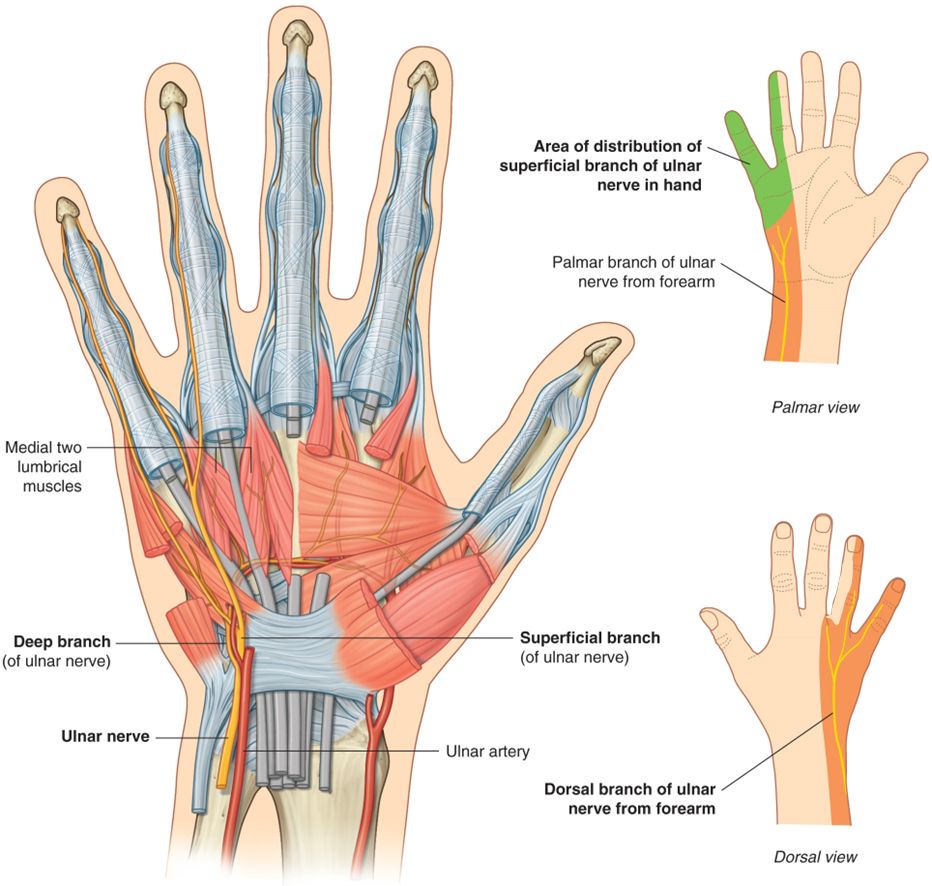 Area of distribution of
superficial branch of ulnar
nerve in hand
Palmar branch of ulnar
nerve from forearm
Palmar view
Medial two
lumbrical
muscles
Deep branch
(of ulnar nerve)
Superficial branch
(of ulnar nerve)
Ulnar nerve
Ulnar artery
Dorsal branch of ulnar
nerve from forearm
Dorsal view